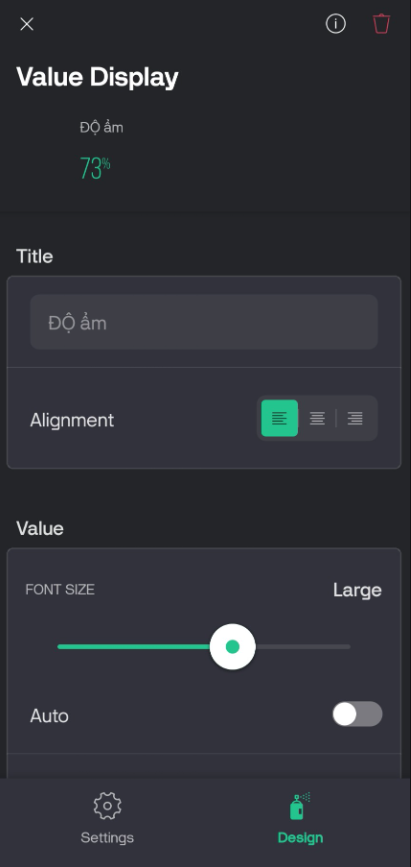 Value Display
ĐỘ ẩm
73%
Title
ĐỘ ẩm
Alignment
Value
FONT SIZE
Large
Auto
Settings
Design